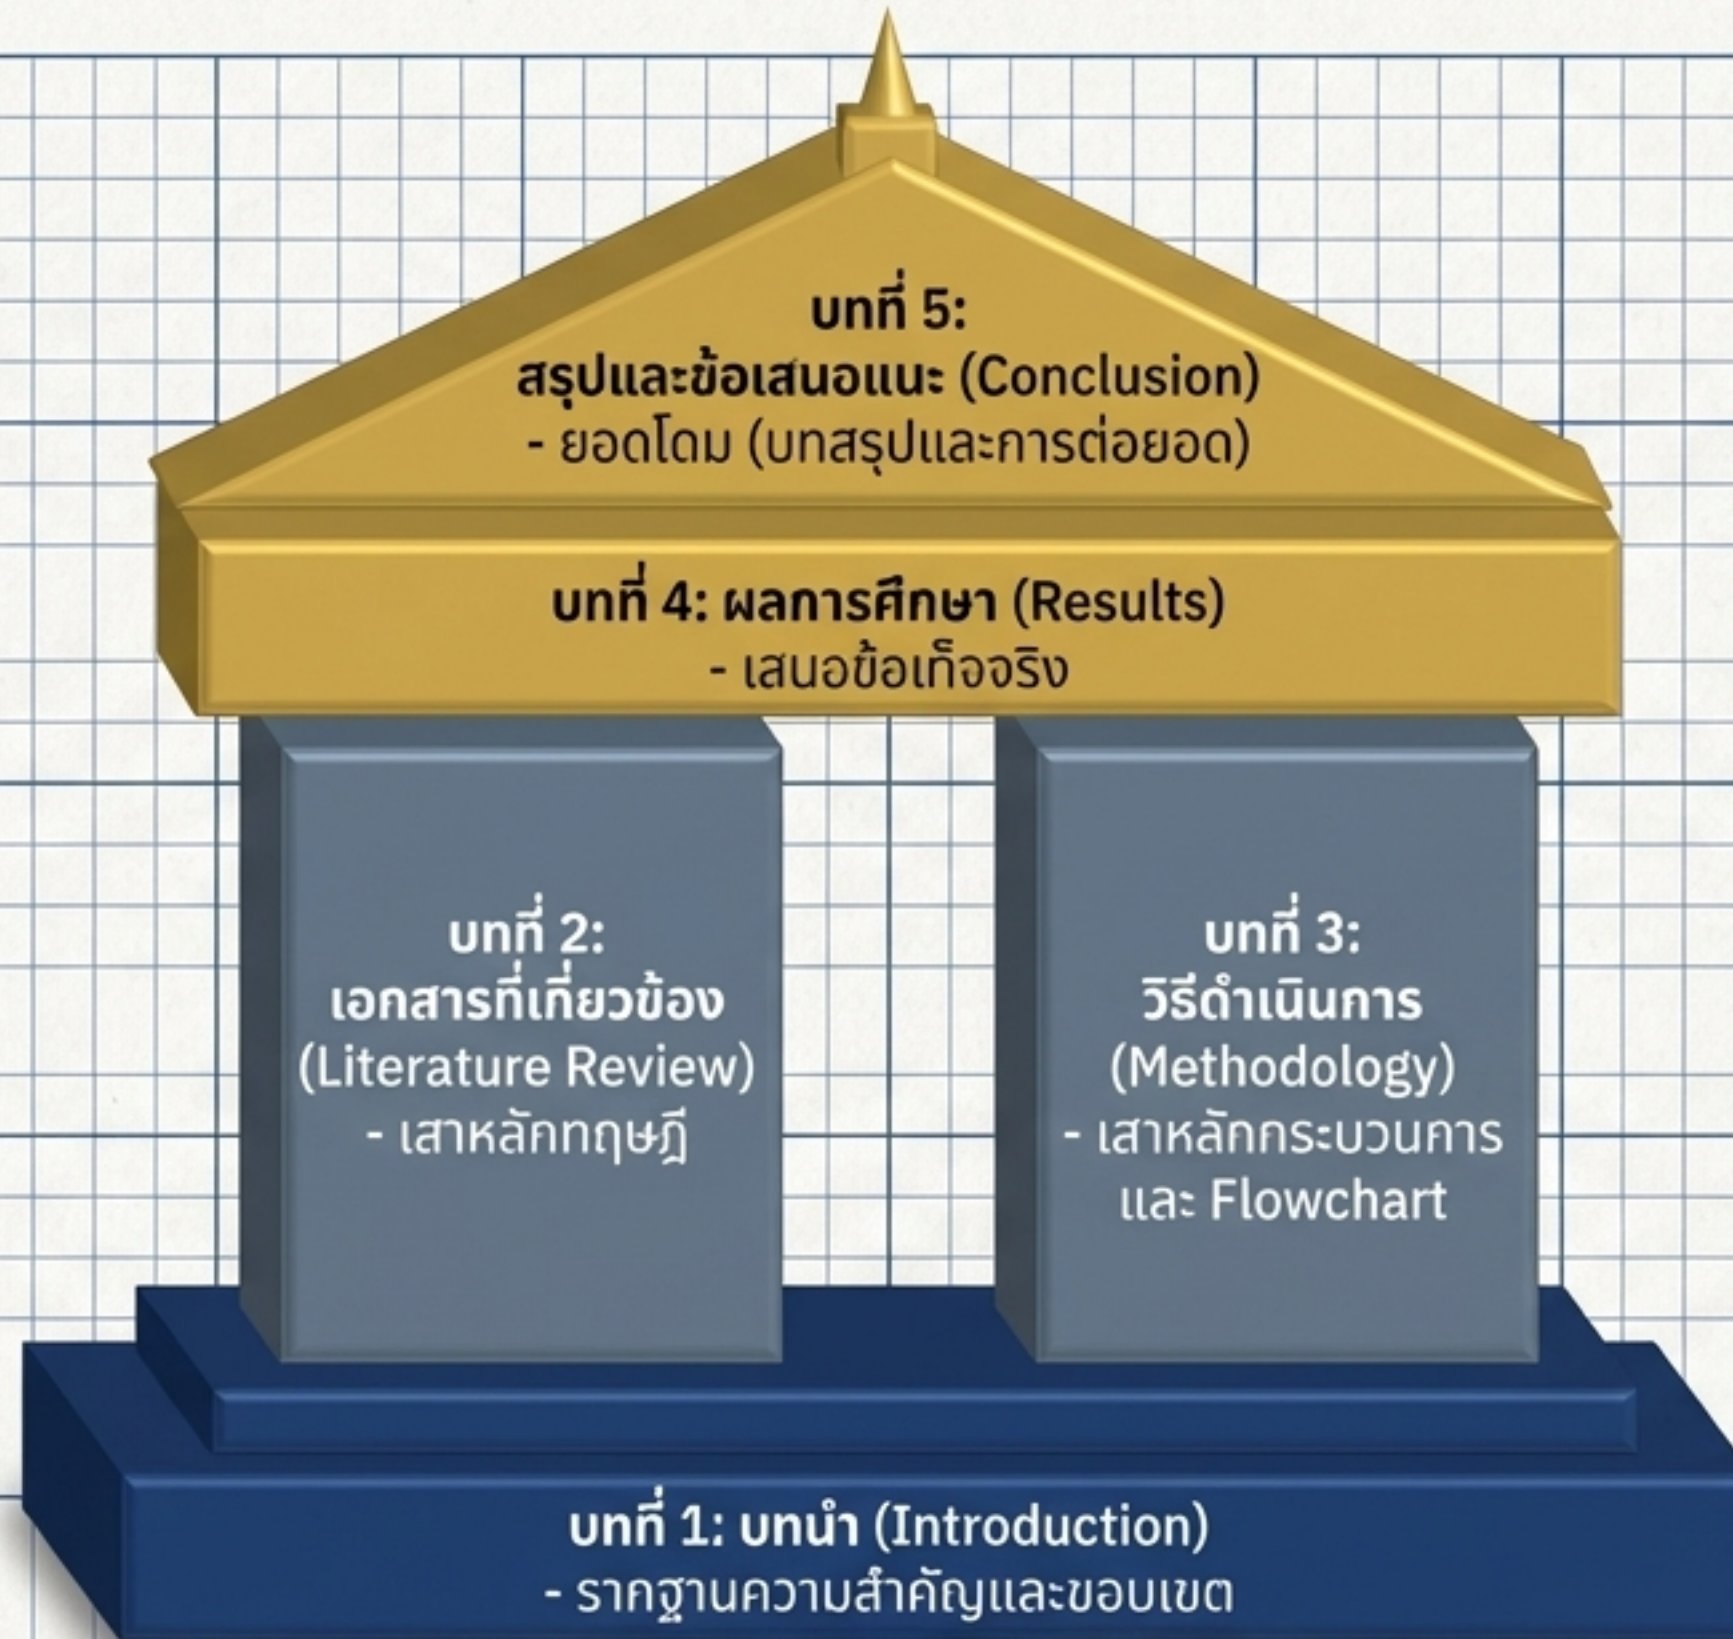 บทที่ 5:
สรุปและข้อเสนอแนะ (Conclusion)
- ยอดโดม (บทสรุปและการต่อยอด)
บทที่ 4: ผลการศึกษา (Results)
- เสนอข้อเท็จจริง
บทที่ 2:
เอกสารที่เกี่ยวข้อง
(Literature Review)
- เสาหลักทฤษฎี
บทที่ 3:
วิธีดำเนินการ
(Methodology)
- เสาหลักกระบวนการ
และ Flowchart
บทที่ 1: บทนำ (Introduction)
- รากฐานความสำคัญและขอบเขต